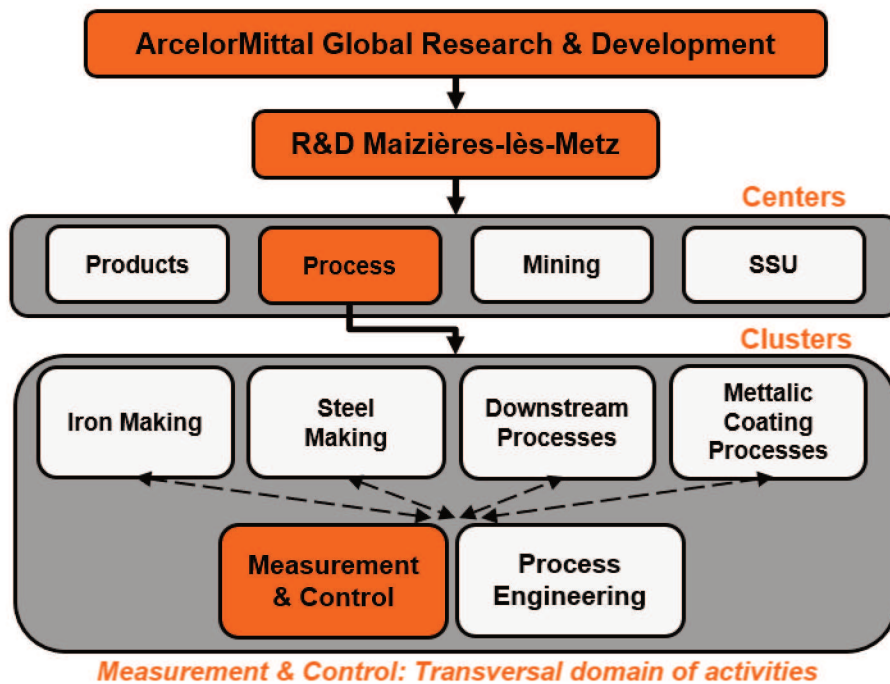 ArcelorMittal Global Research & Development
R&D Maizières-lès-Metz
Centers
Products
Process
Mining
SSU
Clusters
Iron Making
Steel
Making
Downstream
Processes
Mettalic
Coating
Processes
Measurement
& Control
Process
Engineering
Measurement & Control: Transversal domain of activities